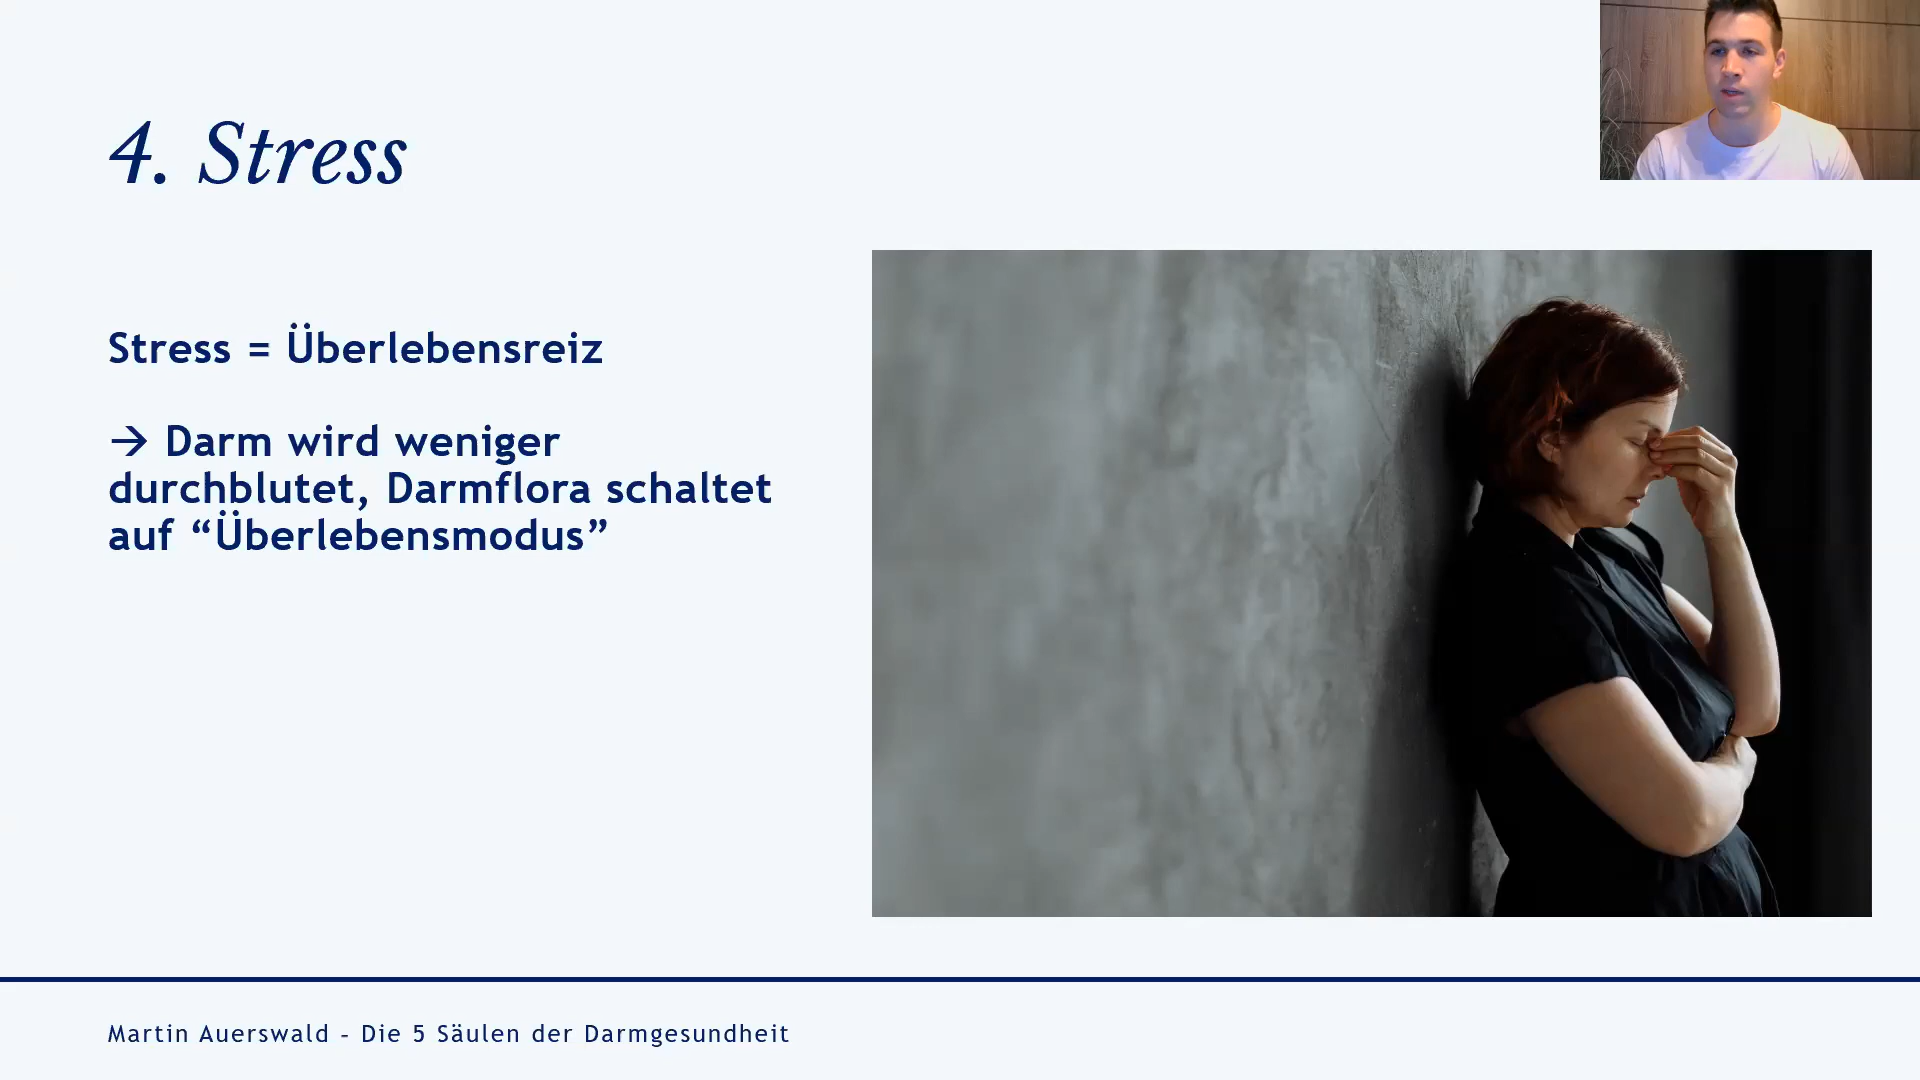 4. Stress
Stress = Überlebensreiz
→ Darm wird weniger
durchblutet, Darmflora schaltet
auf “Überlebensmodus”
Martin Auerswald – Die 5 Säulen der Darmgesundheit